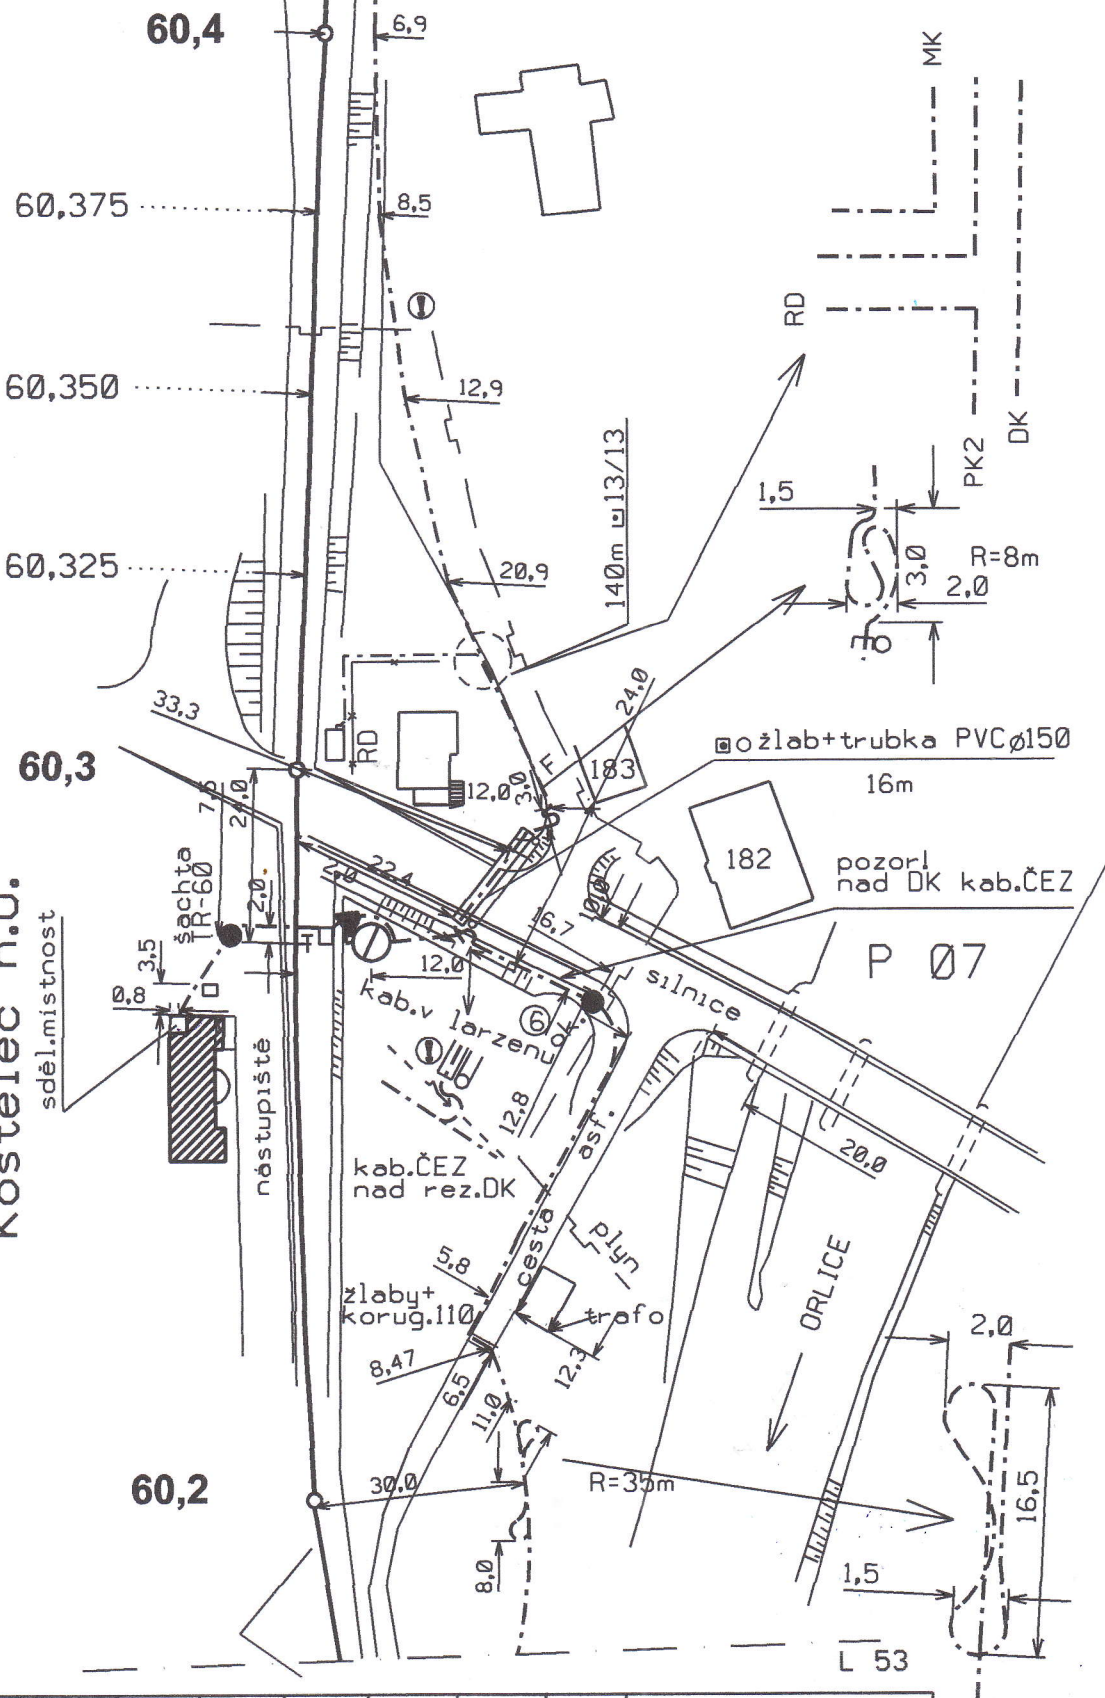 60,4
6,9
MK
60,375
8,5
RD
60,350
12,9
140m 13/13
PK2
DK
1,5
3,0
R=8m
2,0
60,325
20,9
33,3
24,0
RD
F
183
žlab+trubka PVCø150
16m
60,3
12,0
3,0
7,5
24,0
182
pozor!
nad DK kab.ČEZ
22,4
2,0
10,0
16,7
P 07
šachta
TR-60
2,0
T
Kostelec n.O.
sděl.místnost
3,5
0,8
12,0
kab.v larzenu
ok
6
silnice
nástupiště
12,8
asf.
cesta
20,0
kab.ČEZ
nad rez.DK
plyn
ORLICE
5,8
žlaby+
korug.110
trafo
2,0
8,47
6,5
11,0
12,3
60,2
30,0
R=35m
16,5
8,0
1,5
L 53